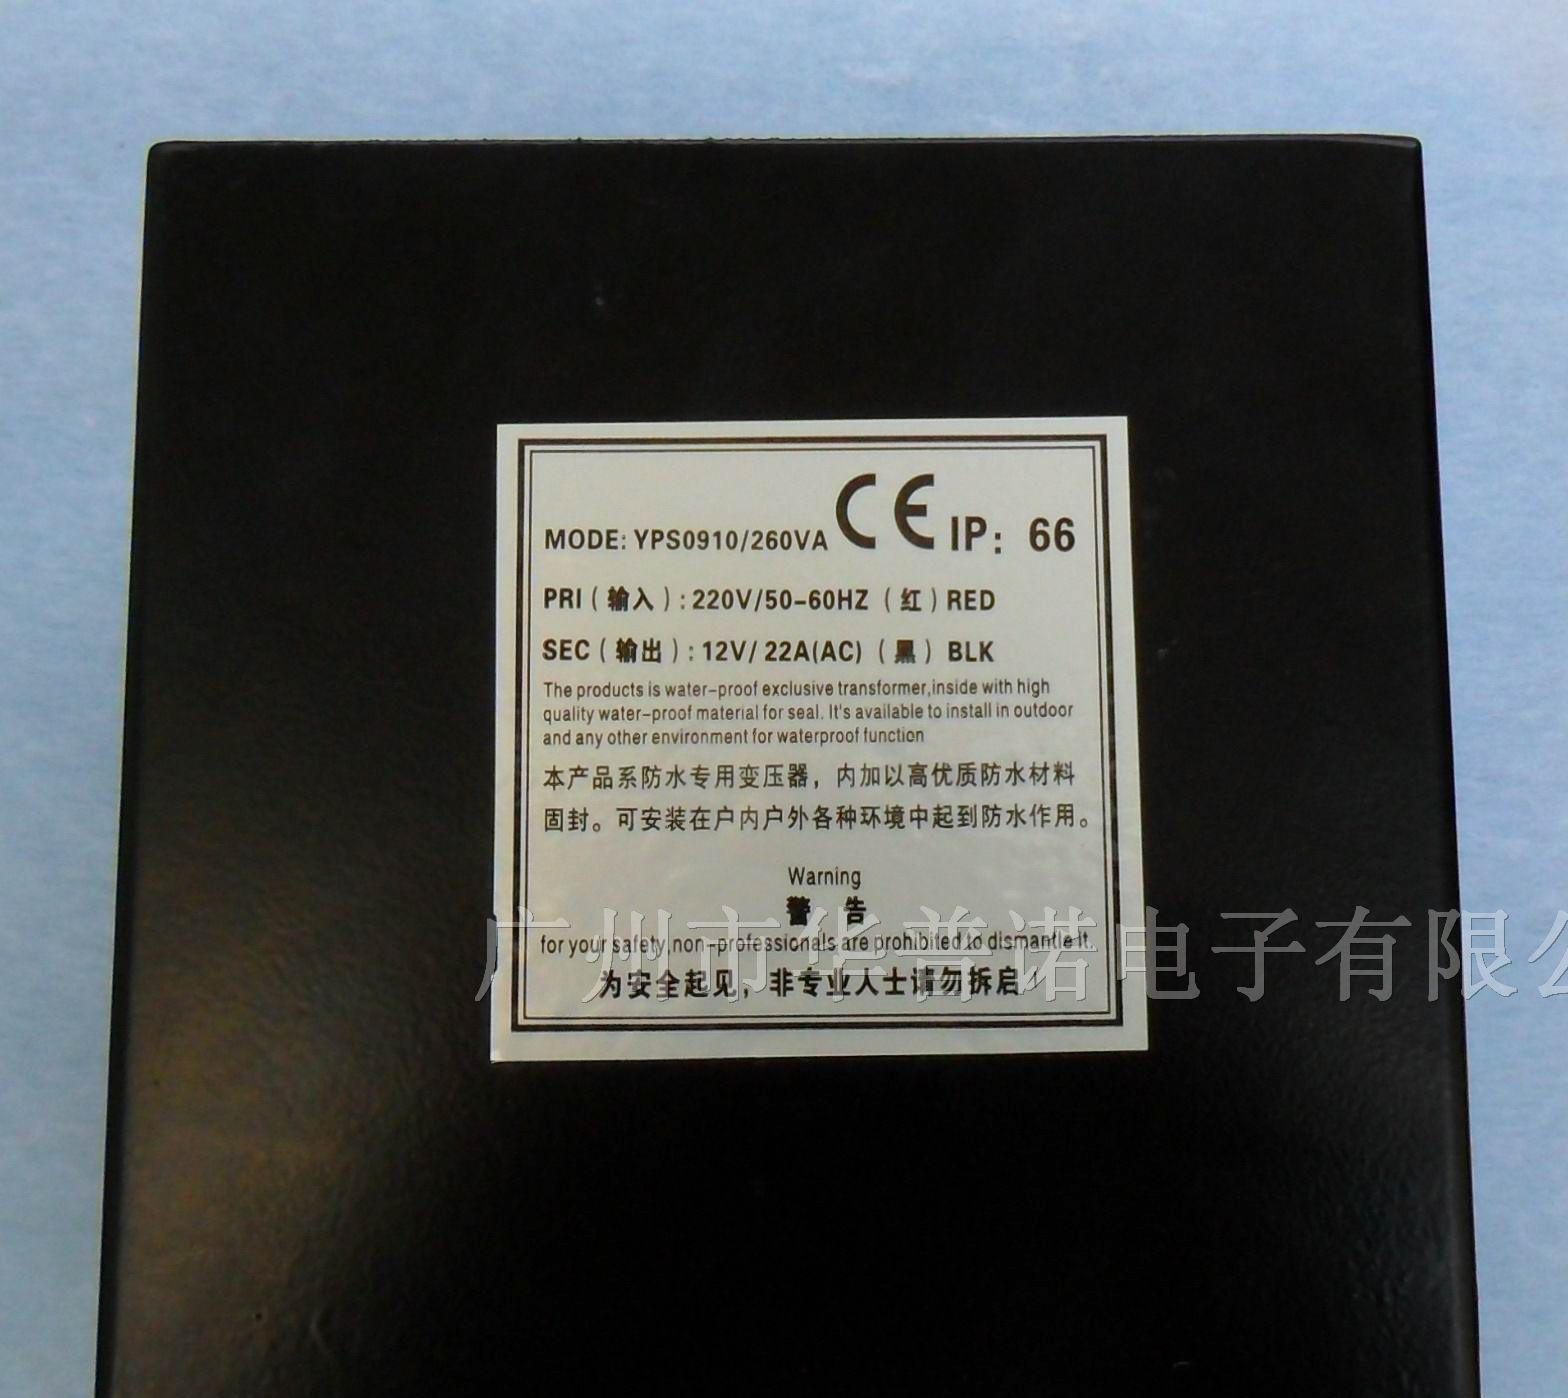 MODE: YPS0910/260VA CE IP: 66
PRI(输入):220V/50-60HZ(红)RED
SEC(输出):12V/22A(AC)(黑)BLK
The products is water-proof exclusive transformer,inside with high
quality water-proof material for seal. It's available to install in outdoor
and any other environment for waterproof function
本产品系防水专用变压器，内加以高优质防水材料
固封。可安装在户内户外各种环境中起到防水作用。
Warning
警 告
for your safety,non-professionals are prohibited to dismantle it.
为安全起见，非专业人士请勿拆启
广州市华普诺电子有限公